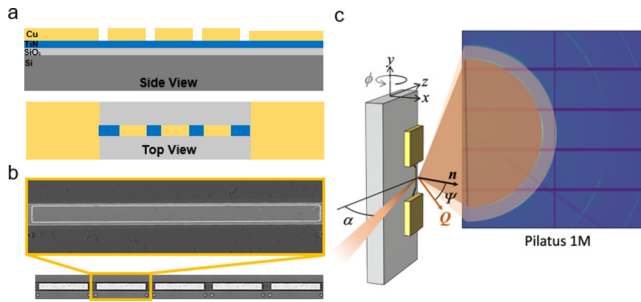 a
Cu
TiN
SiO₂
Si
Side View
Top View
b
c
y
ϕ
z
x
n
Ψ
Q
α
Pilatus 1M